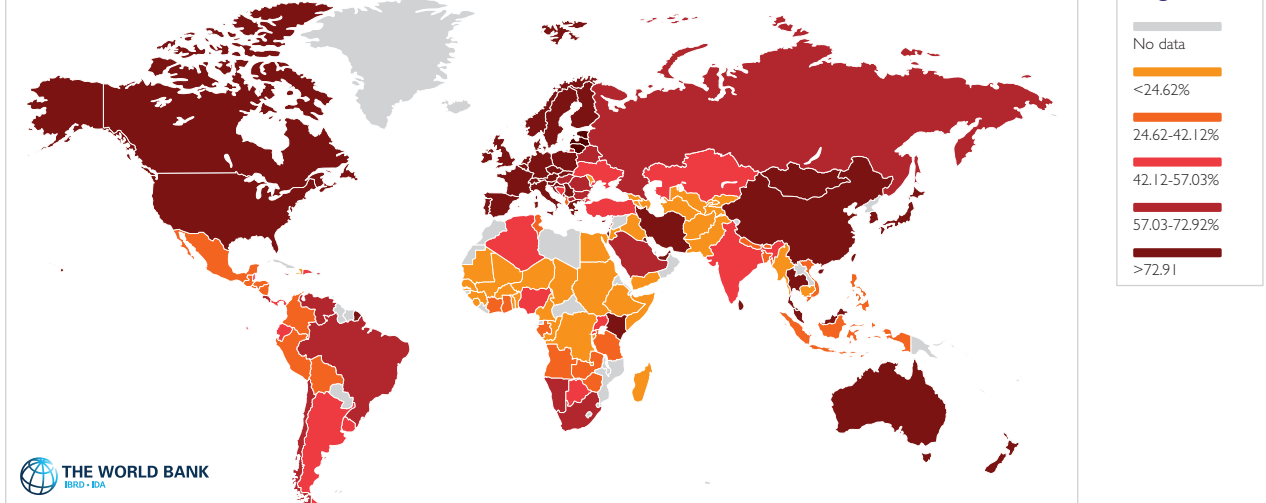 No data
<24.62%
24.62-42.12%
42.12-57.03%
57.03-72.92%
>72.91
THE WORLD BANK
IBRD • IDA